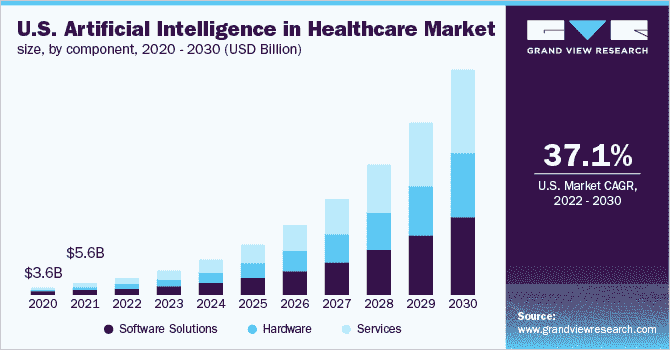 U.S. Artificial Intelligence in Healthcare Market
size, by component, 2020 - 2030 (USD Billion)
$3.6B
$5.6B
2020 2021 2022 2023 2024 2025 2026 2027 2028 2029 2030
Software Solutions Hardware Services
GRAND VIEW RESEARCH
37.1%
U.S. Market CAGR,
2022 - 2030
Source:
www.grandviewresearch.com